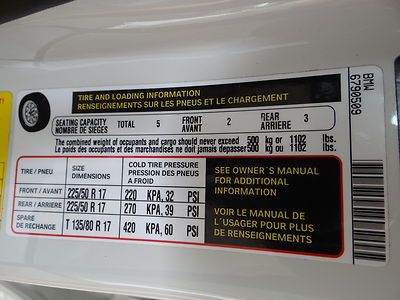 TIRE AND LOADING INFORMATION
RENSEIGNEMENTS SUR LES PNEUS ET LE CHARGEMENT
SEATING CAPACITY TOTAL 5 FRONT 2 REAR 3
NOMBRE DE SIEGES AVANT ARRIERE
The combined weight of occupants and cargo should never exceed 500 kg or 1102 lbs.
Le poids des occupants et des marchandises ne doit jamais depasser 500 kg or 1102 lbs.
TIRE / PNEU SIZE DIMENSIONS COLD TIRE PRESSURE PRESSION DES PNEUS A FROID
FRONT / AVANT 225/50 R 17 220 KPA, 32 PSI
REAR / ARRIERE 225/50 R 17 270 KPA, 39 PSI
SPARE DE RECHANGE T 135/80 R 17 420 KPA, 60 PSI
SEE OWNER´S MANUAL
FOR ADDITIONAL
INFORMATION
VOIR LE MANUEL DE
L´USAGER POUR PLUS
DE RENSEIGNEMENTS
BMW
6790509